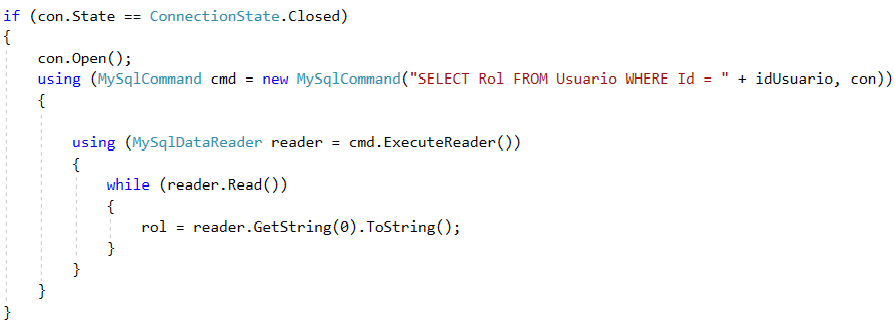 if (con.State == ConnectionState.Closed)
{
    con.Open();
    using (MySqlCommand cmd = new MySqlCommand("SELECT Rol FROM Usuario WHERE Id = " + idUsuario, con))
    {
        using (MySqlDataReader reader = cmd.ExecuteReader())
        {
            while (reader.Read())
            {
                rol = reader.GetString(0).ToString();
            }
        }
    }
}